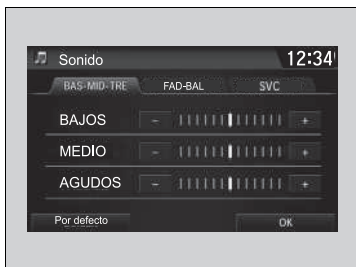 Sonido 12:34
BAS-MID-TRE FAD-BAL SVC
BAJOS - +
MEDIO - +
AGUDOS - +
Por defecto OK